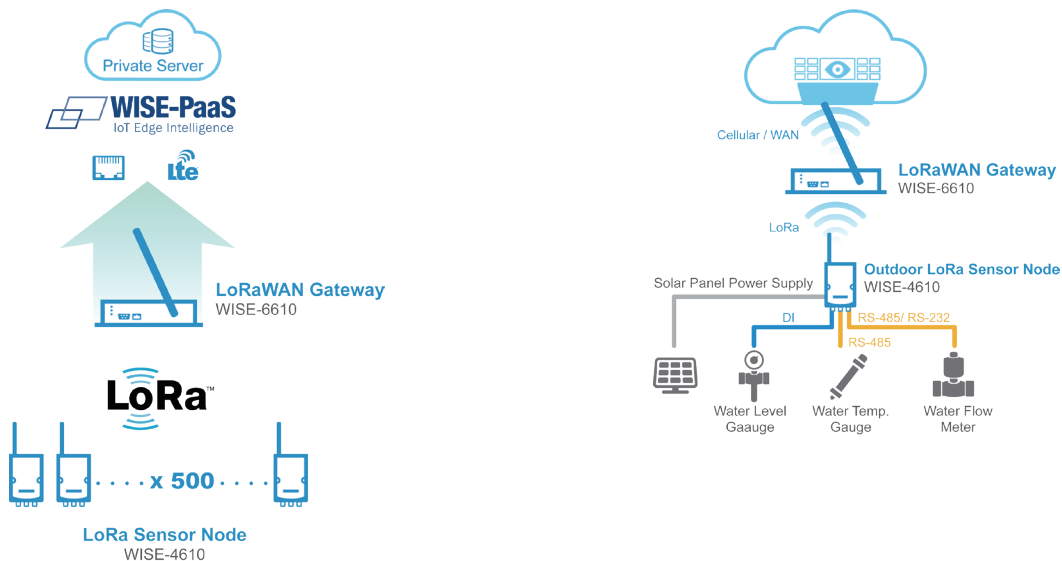 Private Server
WISE-PaaS
IoT Edge Intelligence
Lte
LoRaWAN Gateway
WISE-6610
LoRa™
x 500
LoRa Sensor Node
WISE-4610
Cellular / WAN
LoRaWAN Gateway
WISE-6610
LoRa
Outdoor LoRa Sensor Node
WISE-4610
Solar Panel Power Supply
DI
RS-485/ RS-232
RS-485
Water Level
Gaauge
Water Temp.
Gauge
Water Flow
Meter